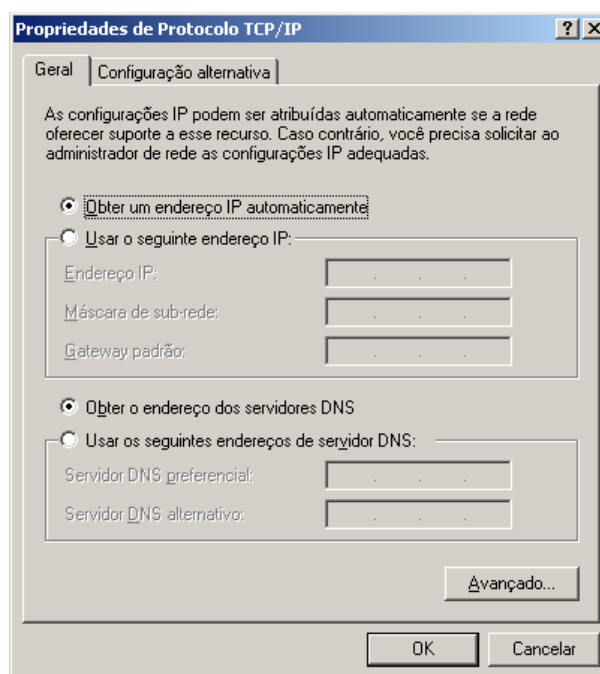 Propriedades de Protocolo TCP/IP
Geral
Configuração alternativa
As configurações IP podem ser atribuídas automaticamente se a rede
oferecer suporte a esse recurso. Caso contrário, você precisa solicitar ao
administrador de rede as configurações IP adequadas.
Obter um endereço IP automaticamente
Usar o seguinte endereço IP:
Endereço IP:
Máscara de sub-rede:
Gateway padrão:
Obter o endereço dos servidores DNS
Usar os seguintes endereços de servidor DNS:
Servidor DNS preferencial:
Servidor DNS alternativo:
Avançado...
OK
Cancelar